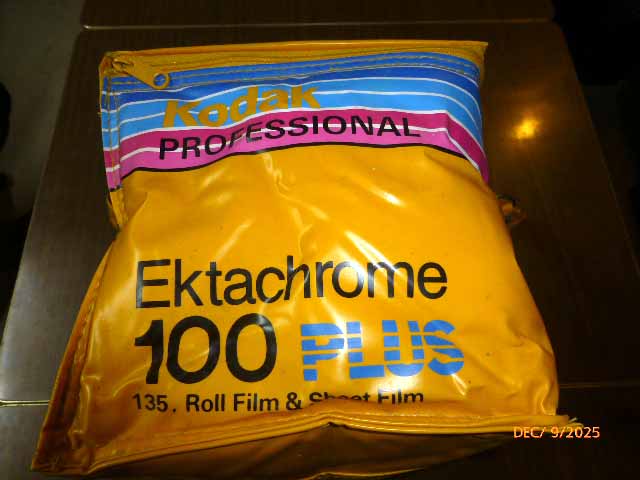 Kodak
PROFESSIONAL
Ektachrome
100 PLUS
135, Roll Film & Sheet Film
DEC/ 9/2025